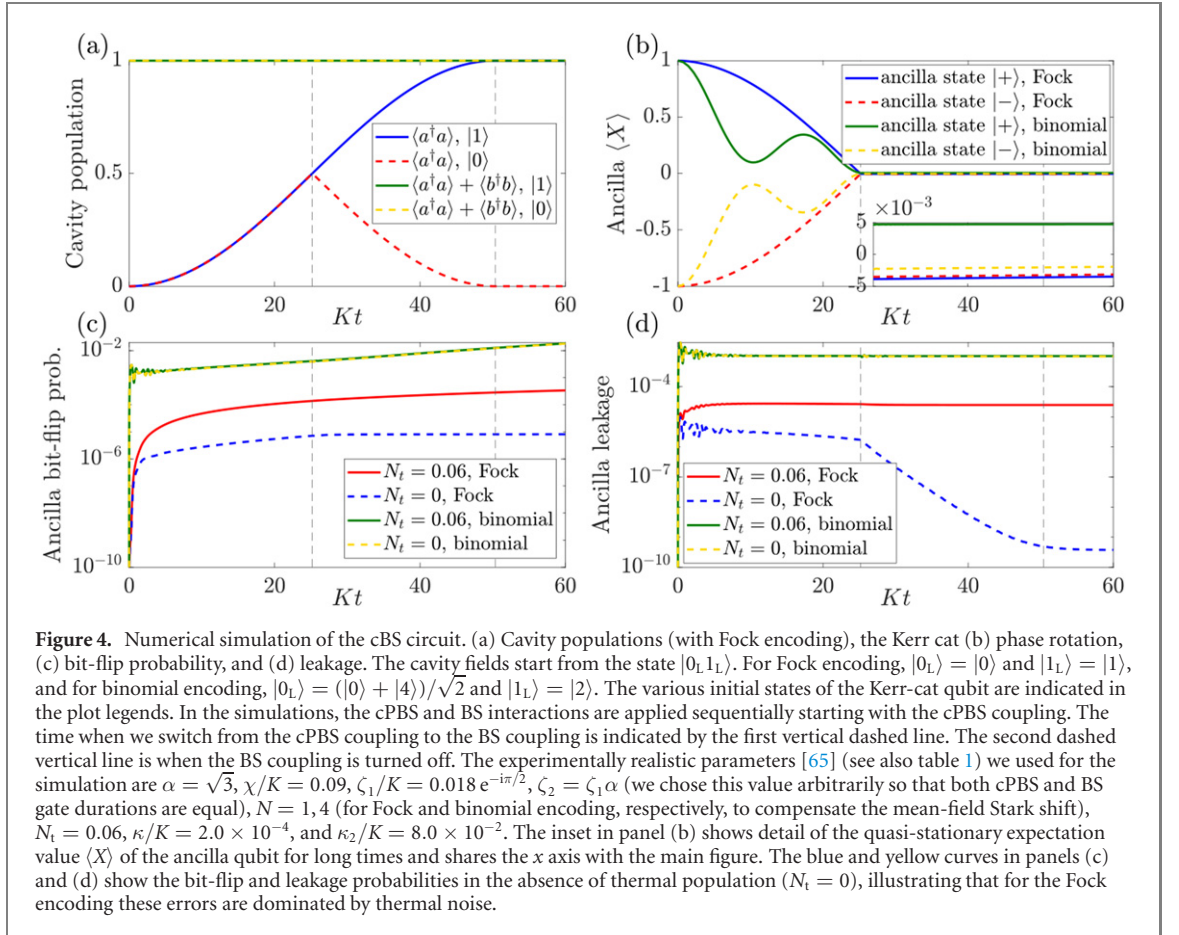 (a)
(b)
1
0.5
0
Cavity population
⟨a†a⟩, |1⟩
⟨a†a⟩, |0⟩
⟨a†a⟩ + ⟨b†b⟩, |1⟩
⟨a†a⟩ + ⟨b†b⟩, |0⟩
0
20
40
60
Kt
1
0.5
0
-0.5
-1
Ancilla ⟨X⟩
ancilla state |+⟩, Fock
ancilla state |−⟩, Fock
ancilla state |+⟩, binomial
ancilla state |−⟩, binomial
×10⁻³
5
0
-5
0
20
40
60
Kt
(c)
(d)
10⁻²
10⁻⁶
10⁻¹⁰
Ancilla bit-flip prob.
Nₜ = 0.06, Fock
Nₜ = 0, Fock
Nₜ = 0.06, binomial
Nₜ = 0, binomial
0
20
40
60
Kt
10⁻⁴
10⁻⁷
10⁻¹⁰
Ancilla leakage
Nₜ = 0.06, Fock
Nₜ = 0, Fock
Nₜ = 0.06, binomial
Nₜ = 0, binomial
0
20
40
60
Kt
Figure 4. Numerical simulation of the cBS circuit. (a) Cavity populations (with Fock encoding), the Kerr cat (b) phase rotation,
(c) bit-flip probability, and (d) leakage. The cavity fields start from the state |0_L1_L⟩. For Fock encoding, |0_L⟩ = |0⟩ and |1_L⟩ = |1⟩,
and for binomial encoding, |0_L⟩ = (|0⟩ + |4⟩)/√2 and |1_L⟩ = |2⟩. The various initial states of the Kerr-cat qubit are indicated in
the plot legends. In the simulations, the cPBS and BS interactions are applied sequentially starting with the cPBS coupling. The
time when we switch from the cPBS coupling to the BS coupling is indicated by the first vertical dashed line. The second dashed
vertical line is when the BS coupling is turned off. The experimentally realistic parameters [65] (see also table 1) we used for the
simulation are α = √3, χ/K = 0.09, ζ₁/K = 0.018 e^(−iπ/2), ζ₂ = ζ₁α (we chose this value arbitrarily so that both cPBS and BS
gate durations are equal), N = 1, 4 (for Fock and binomial encoding, respectively, to compensate the mean-field Stark shift),
Nₜ = 0.06, κ/K = 2.0 × 10⁻⁴, and κ₂/K = 8.0 × 10⁻². The inset in panel (b) shows detail of the quasi-stationary expectation
value ⟨X⟩ of the ancilla qubit for long times and shares the x axis with the main figure. The blue and yellow curves in panels (c)
and (d) show the bit-flip and leakage probabilities in the absence of thermal population (Nₜ = 0), illustrating that for the Fock
encoding these errors are dominated by thermal noise.